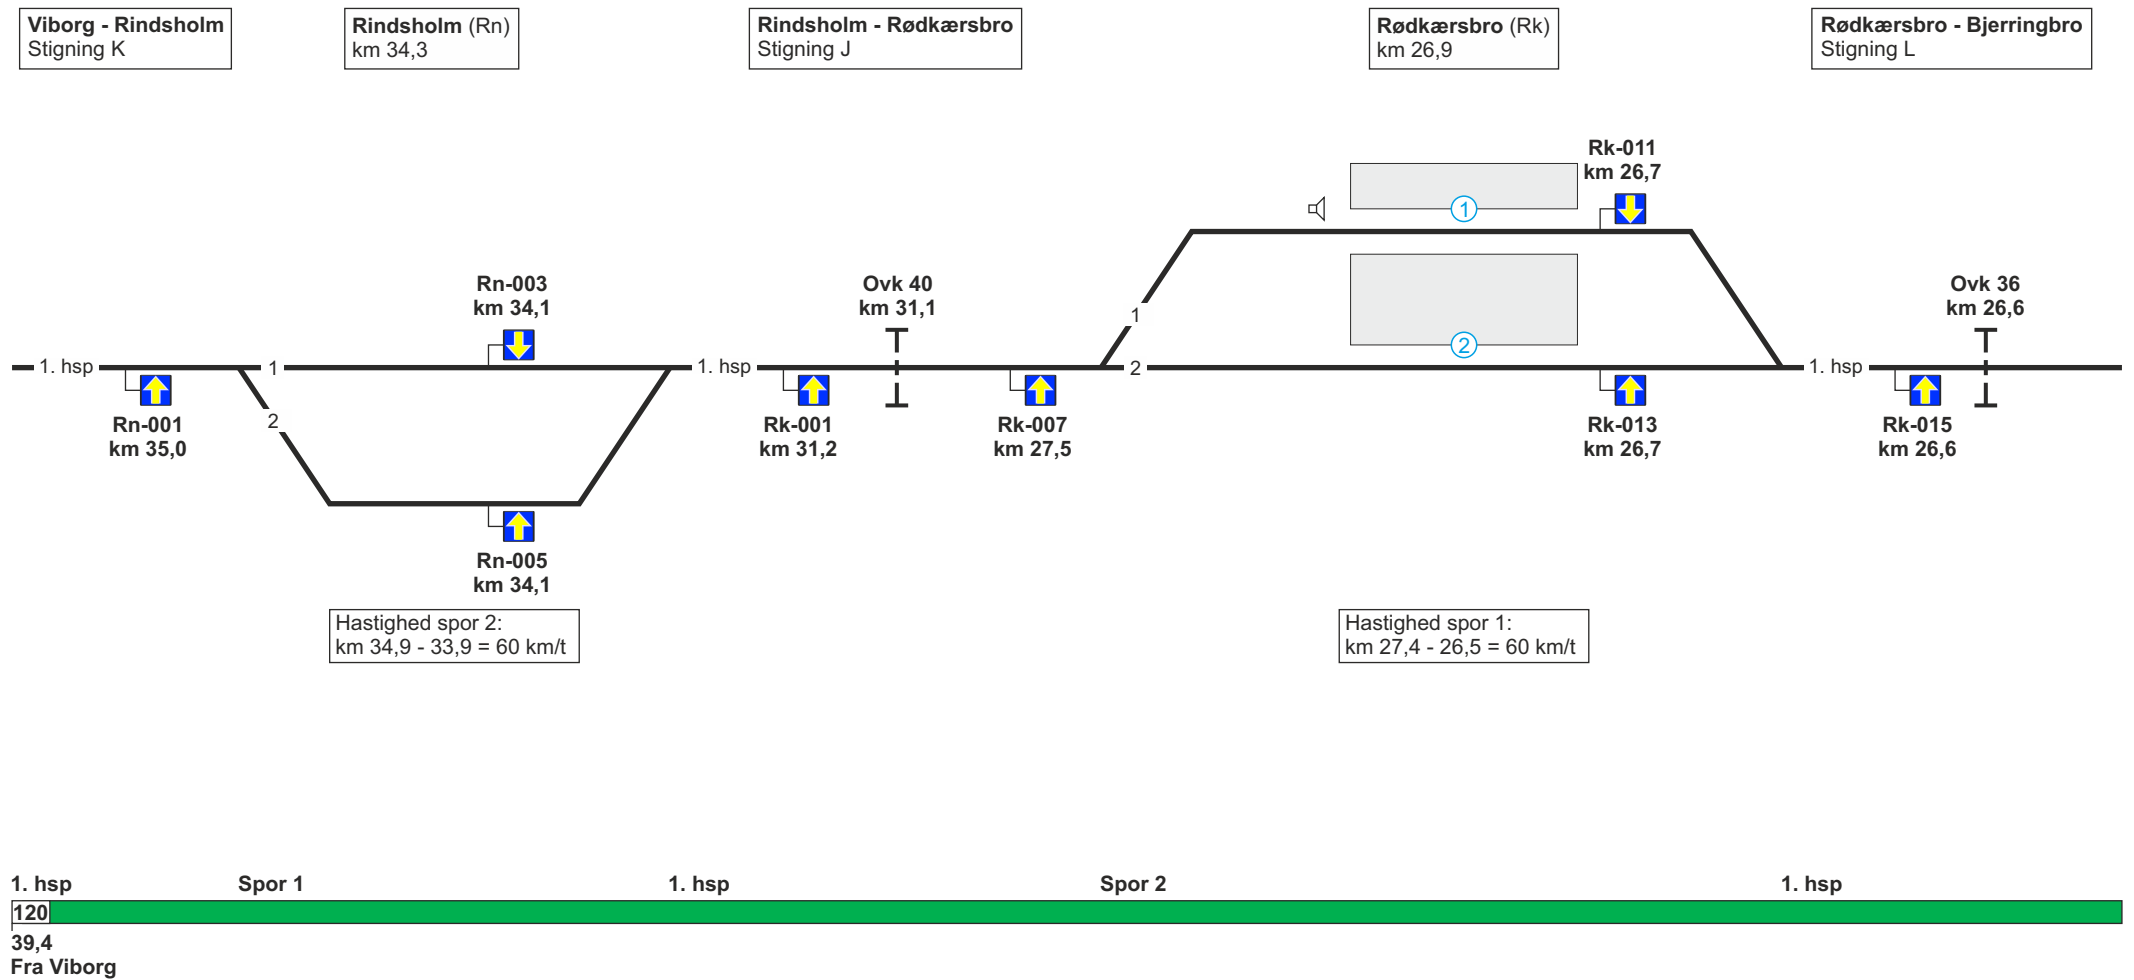 Viborg - Rindsholm
Stigning K
Rindsholm (Rn)
km 34,3
Rindsholm - Rødkærsbro
Stigning J
Rødkærsbro (Rk)
km 26,9
Rødkærsbro - Bjerringbro
Stigning L
Rk-011
km 26,7
1
Rn-003
km 34,1
Ovk 40
km 31,1
Ovk 36
km 26,6
1
2
1. hsp
1
1. hsp
2
1. hsp
2
Rn-001
km 35,0
Rk-001
km 31,2
Rk-007
km 27,5
Rk-013
km 26,7
Rk-015
km 26,6
Rn-005
km 34,1
Hastighed spor 2:
km 34,9 - 33,9 = 60 km/t
Hastighed spor 1:
km 27,4 - 26,5 = 60 km/t
1. hsp
Spor 1
1. hsp
Spor 2
1. hsp
120
39,4
Fra Viborg